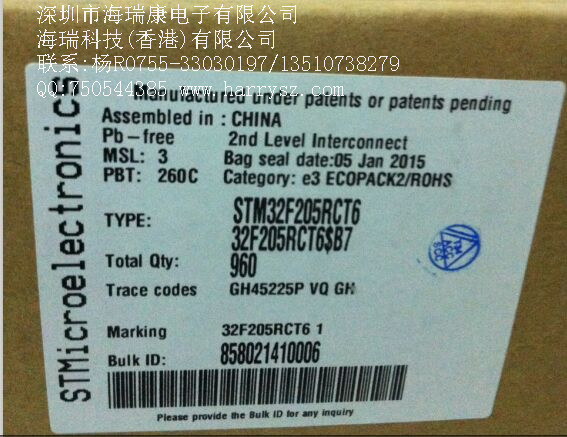 深圳市海瑞康电子有限公司
海瑞科技(香港)有限公司
联系:杨R0755-33030197/13510738279
QQ:750544385 www.harrysz.com
Manufactured under patents or patents pending
Assembled in : CHINA
Pb-free 2nd Level Interconnect
MSL: 3 Bag seal date:05 Jan 2015
PBT: 260C Category: e3 ECOPACK2/ROHS
TYPE: STM32F205RCT6
32F205RCT6$B7
Total Qty: 960
Trace codes GH45225P VQ GH
Marking 32F205RCT6 1
Bulk ID: 858021410006
Please provide the Bulk ID for any inquiry
STMicroelectronics